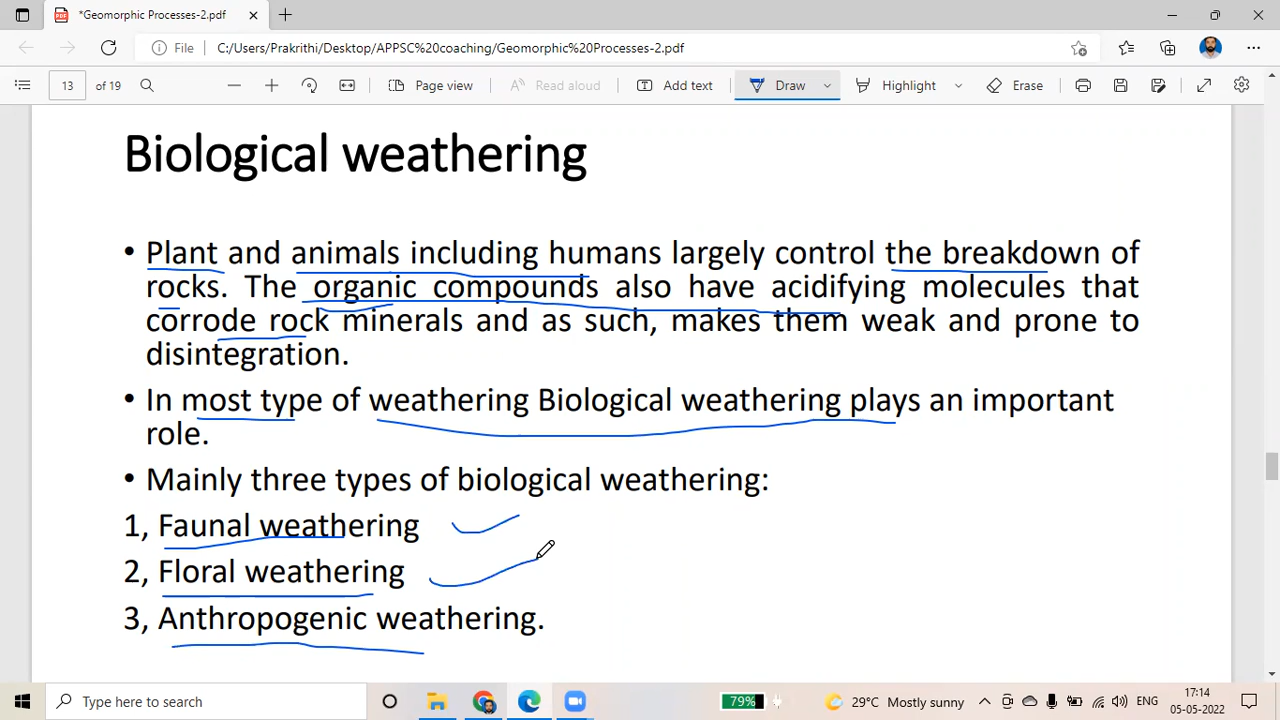 *Geomorphic Processes-2.pdf
File C:/Users/Prakrithi/Desktop/APPSC%20coaching/Geomorphic%20Processes-2.pdf
13 of 19 Page view Read aloud Add text Draw Highlight Erase
Biological weathering
• Plant and animals including humans largely control the breakdown of
rocks. The organic compounds also have acidifying molecules that
corrode rock minerals and as such, makes them weak and prone to
disintegration.
• In most type of weathering Biological weathering plays an important
role.
• Mainly three types of biological weathering:
1, Faunal weathering
2, Floral weathering
3, Anthropogenic weathering.
Type here to search 79% 29°C Mostly sunny ENG 17:14
05-05-2022